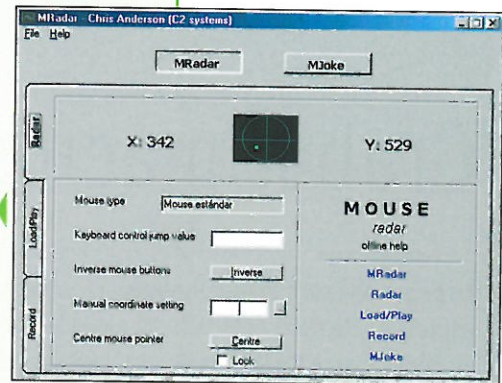 MRadar - Chris Anderson (C2 systems)
File Help
MRadar MJoke
Radar
X: 342 Y: 529
Load/Play
Record
Mouse type Mouse estándar
Keyboard control jump value
Inverse mouse buttons Inverse
Manual coordinate setting
Centre mouse pointer Centre
Lock
MOUSE
radar
offline help
MRadar
Radar
Load/Play
Record
MJoke